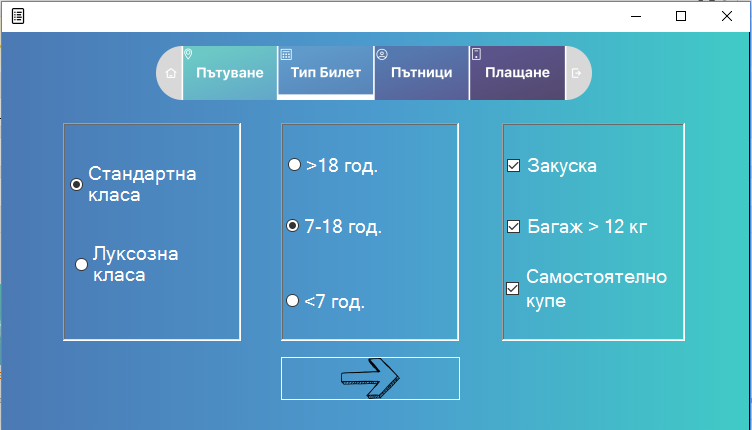 Пътуване
Тип Билет
Пътници
Плащане
Стандартна
класа
Луксозна
класа
>18 год.
7-18 год.
<7 год.
Закуска
Багаж > 12 кг
Самостоятелно
купе